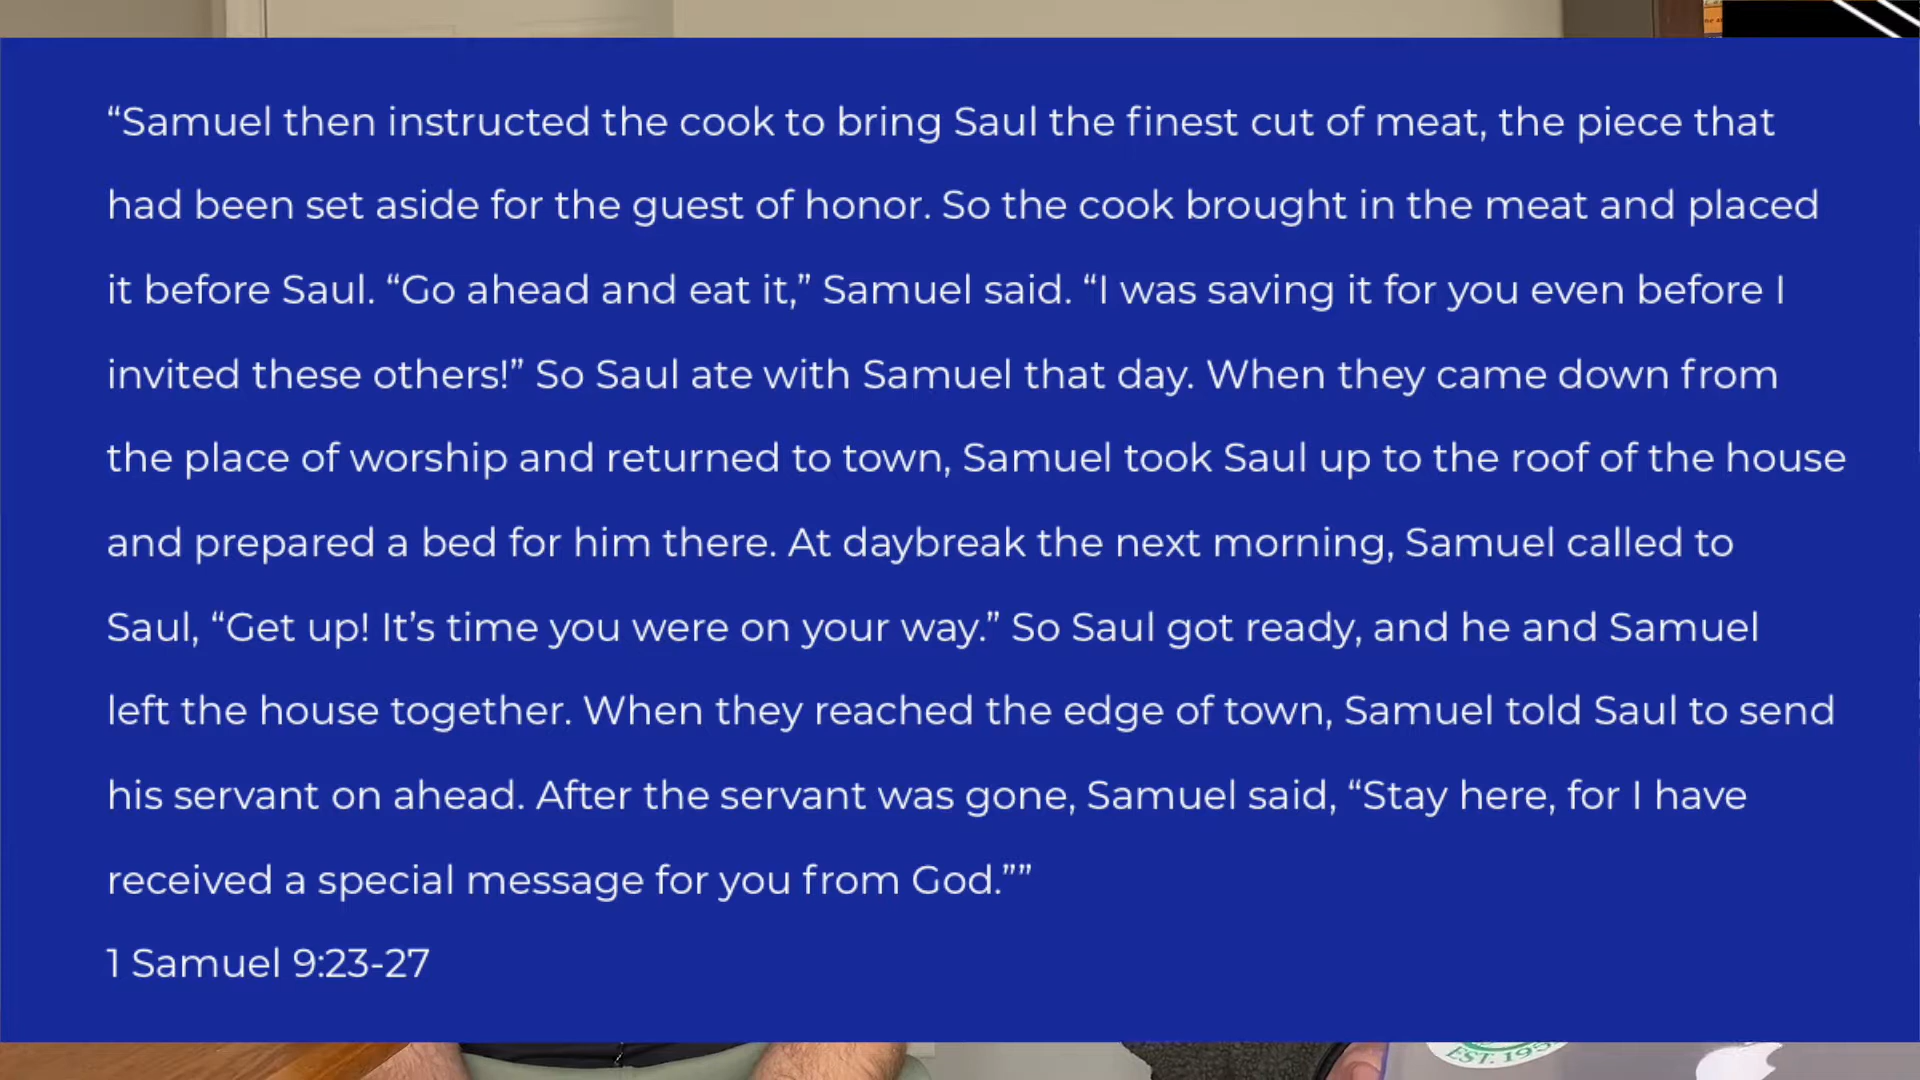 “Samuel then instructed the cook to bring Saul the finest cut of meat, the piece that
had been set aside for the guest of honor. So the cook brought in the meat and placed
it before Saul. “Go ahead and eat it,” Samuel said. “I was saving it for you even before I
invited these others!” So Saul ate with Samuel that day. When they came down from
the place of worship and returned to town, Samuel took Saul up to the roof of the house
and prepared a bed for him there. At daybreak the next morning, Samuel called to
Saul, “Get up! It’s time you were on your way.” So Saul got ready, and he and Samuel
left the house together. When they reached the edge of town, Samuel told Saul to send
his servant on ahead. After the servant was gone, Samuel said, “Stay here, for I have
received a special message for you from God.””
1 Samuel 9:23-27
EST.